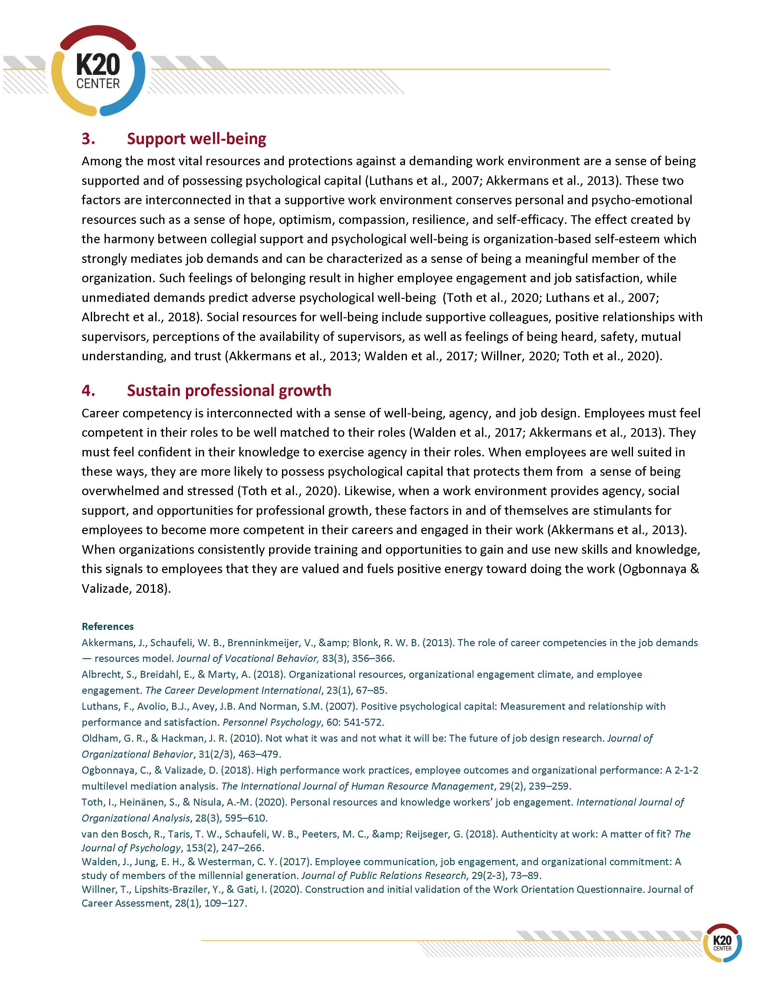 K20
CENTER
3. Support well-being
Among the most vital resources and protections against a demanding work environment are a sense of being
supported and of possessing psychological capital (Luthans et al., 2007; Akkermans et al., 2013). These two
factors are interconnected in that a supportive work environment conserves personal and psycho-emotional
resources such as a sense of hope, optimism, compassion, resilience, and self-efficacy. The effect created by
the harmony between collegial support and psychological well-being is organization-based self-esteem which
strongly mediates job demands and can be characterized as a sense of being a meaningful member of the
organization. Such feelings of belonging result in higher employee engagement and job satisfaction, while
unmediated demands predict adverse psychological well-being  (Toth et al., 2020; Luthans et al., 2007;
Albrecht et al., 2018). Social resources for well-being include supportive colleagues, positive relationships with
supervisors, perceptions of the availability of supervisors, as well as feelings of being heard, safety, mutual
understanding, and trust (Akkermans et al., 2013; Walden et al., 2017; Willner, 2020; Toth et al., 2020).
4. Sustain professional growth
Career competency is interconnected with a sense of well-being, agency, and job design. Employees must feel
competent in their roles to be well matched to their roles (Walden et al., 2017; Akkermans et al., 2013). They
must feel confident in their knowledge to exercise agency in their roles. When employees are well suited in
these ways, they are more likely to possess psychological capital that protects them from  a sense of being
overwhelmed and stressed (Toth et al., 2020). Likewise, when a work environment provides agency, social
support, and opportunities for professional growth, these factors in and of themselves are stimulants for
employees to become more competent in their careers and engaged in their work (Akkermans et al., 2013).
When organizations consistently provide training and opportunities to gain and use new skills and knowledge,
this signals to employees that they are valued and fuels positive energy toward doing the work (Ogbonnaya &
Valizade, 2018).
References
Akkermans, J., Schaufeli, W. B., Brenninkmeijer, V., &amp; Blonk, R. W. B. (2013). The role of career competencies in the job demands
— resources model. Journal of Vocational Behavior, 83(3), 356–366.
Albrecht, S., Breidahl, E., & Marty, A. (2018). Organizational resources, organizational engagement climate, and employee
engagement. The Career Development International, 23(1), 67–85.
Luthans, F., Avolio, B.J., Avey, J.B. And Norman, S.M. (2007). Positive psychological capital: Measurement and relationship with
performance and satisfaction. Personnel Psychology, 60: 541-572.
Oldham, G. R., & Hackman, J. R. (2010). Not what it was and not what it will be: The future of job design research. Journal of
Organizational Behavior, 31(2/3), 463–479.
Ogbonnaya, C., & Valizade, D. (2018). High performance work practices, employee outcomes and organizational performance: A 2-1-2
multilevel mediation analysis. The International Journal of Human Resource Management, 29(2), 239–259.
Toth, I., Heinänen, S., & Nisula, A.-M. (2020). Personal resources and knowledge workers’ job engagement. International Journal of
Organizational Analysis, 28(3), 595–610.
van den Bosch, R., Taris, T. W., Schaufeli, W. B., Peeters, M. C., &amp; Reijseger, G. (2018). Authenticity at work: A matter of fit? The
Journal of Psychology, 153(2), 247–266.
Walden, J., Jung, E. H., & Westerman, C. Y. (2017). Employee communication, job engagement, and organizational commitment: A
study of members of the millennial generation. Journal of Public Relations Research, 29(2-3), 73–89.
Willner, T., Lipshits-Braziler, Y., & Gati, I. (2020). Construction and initial validation of the Work Orientation Questionnaire. Journal of
Career Assessment, 28(1), 109–127.
K20
CENTER